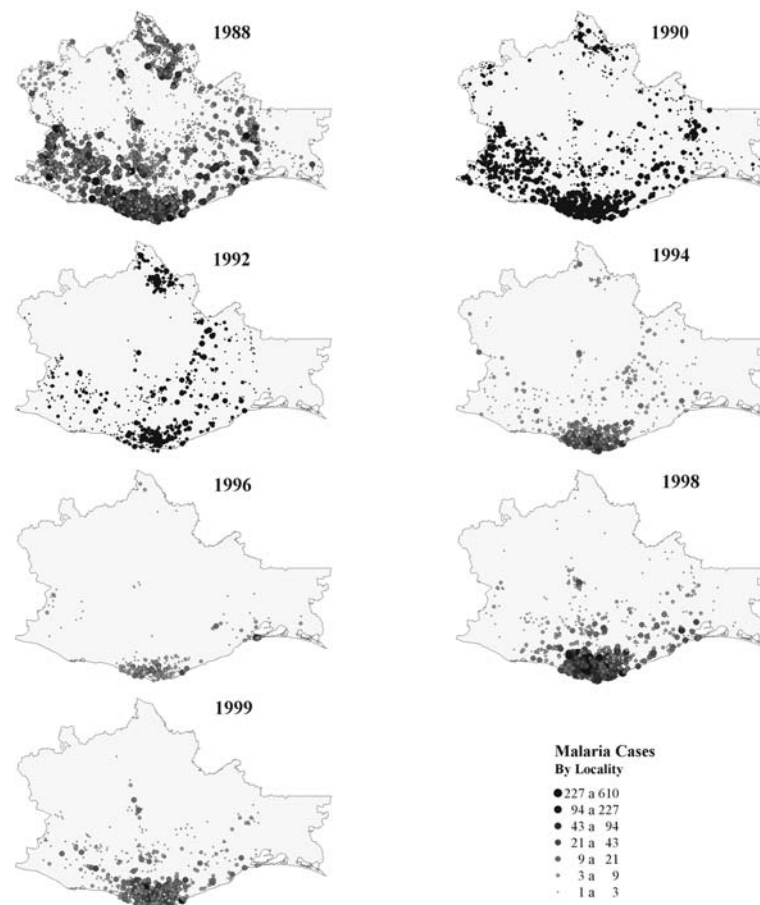 1988
1990
1992
1994
1996
1998
1999
Malaria Cases
By Locality
227 a 610
94 a 227
43 a 94
21 a 43
9 a 21
3 a 9
1 a 3